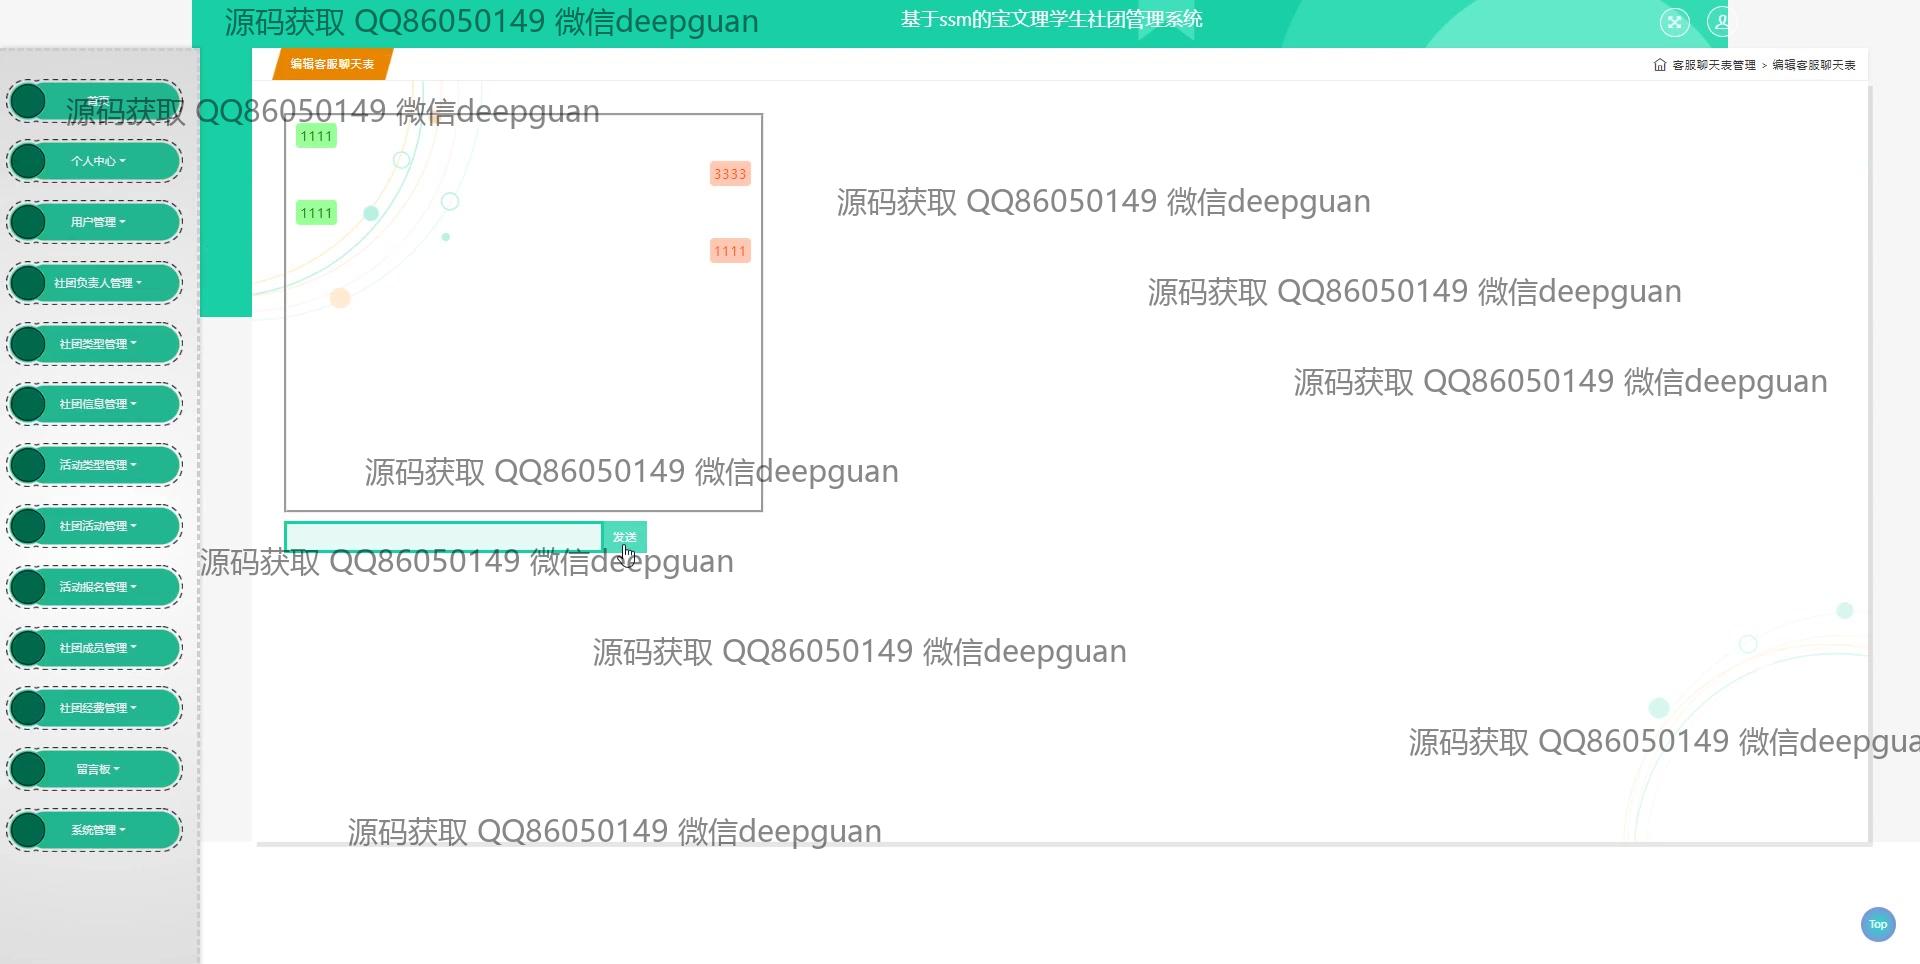 源码获取 QQ86050149 微信deepguan
基于ssm的宝文理学生社团管理系统
编辑客服聊天表
客服聊天表管理 > 编辑客服聊天表
首页
源码获取 QQ86050149 微信deepguan
1111
个人中心
3333
源码获取 QQ86050149 微信deepguan
用户管理
1111
1111
社团负责人管理
源码获取 QQ86050149 微信deepguan
社团类型管理
源码获取 QQ86050149 微信deepguan
社团信息管理
活动类型管理
源码获取 QQ86050149 微信deepguan
社团活动管理
发送
源码获取 QQ86050149 微信deepguan
活动报名管理
社团成员管理
源码获取 QQ86050149 微信deepguan
社团经费管理
源码获取 QQ86050149 微信deepgua
留言板
系统管理
源码获取 QQ86050149 微信deepguan
Top